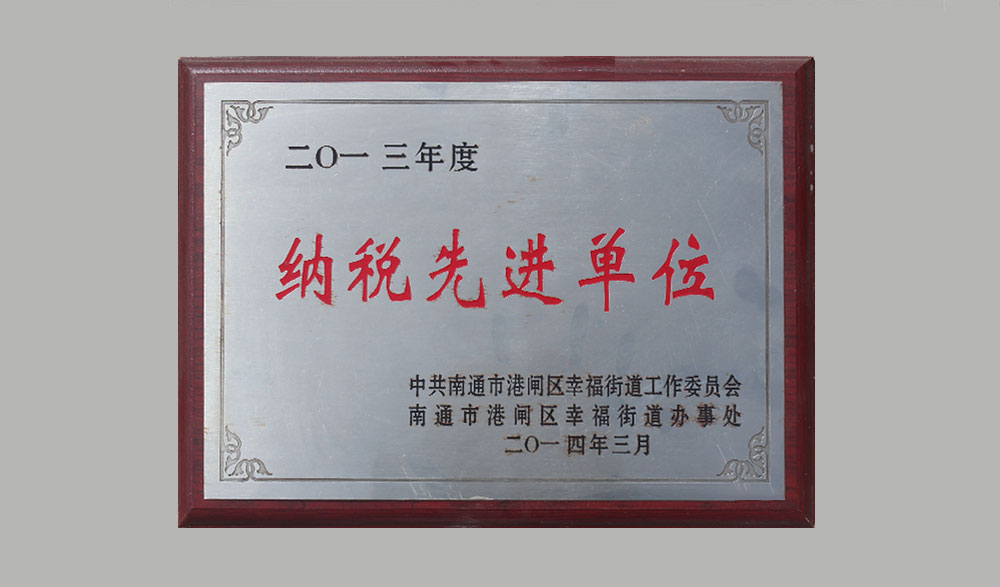 二〇一三年度
纳税先进单位
中共南通市港闸区幸福街道工作委员会
南通市港闸区幸福街道办事处
二〇一四年三月